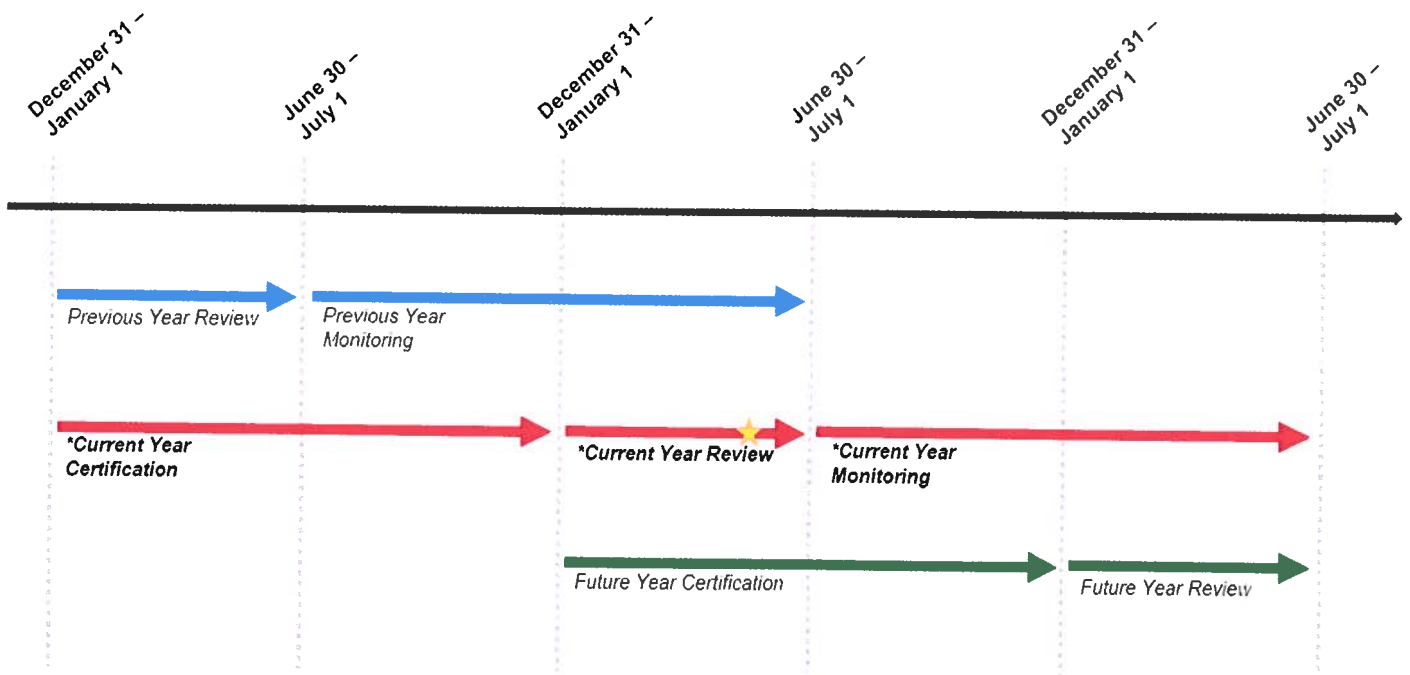 December 31 –
January 1
June 30 –
July 1
December 31 –
January 1
June 30 –
July 1
December 31 –
January 1
June 30 –
July 1
Previous Year Review
Previous Year
Monitoring
*Current Year
Certification
*Current Year Review
*Current Year
Monitoring
Future Year Certification
Future Year Review